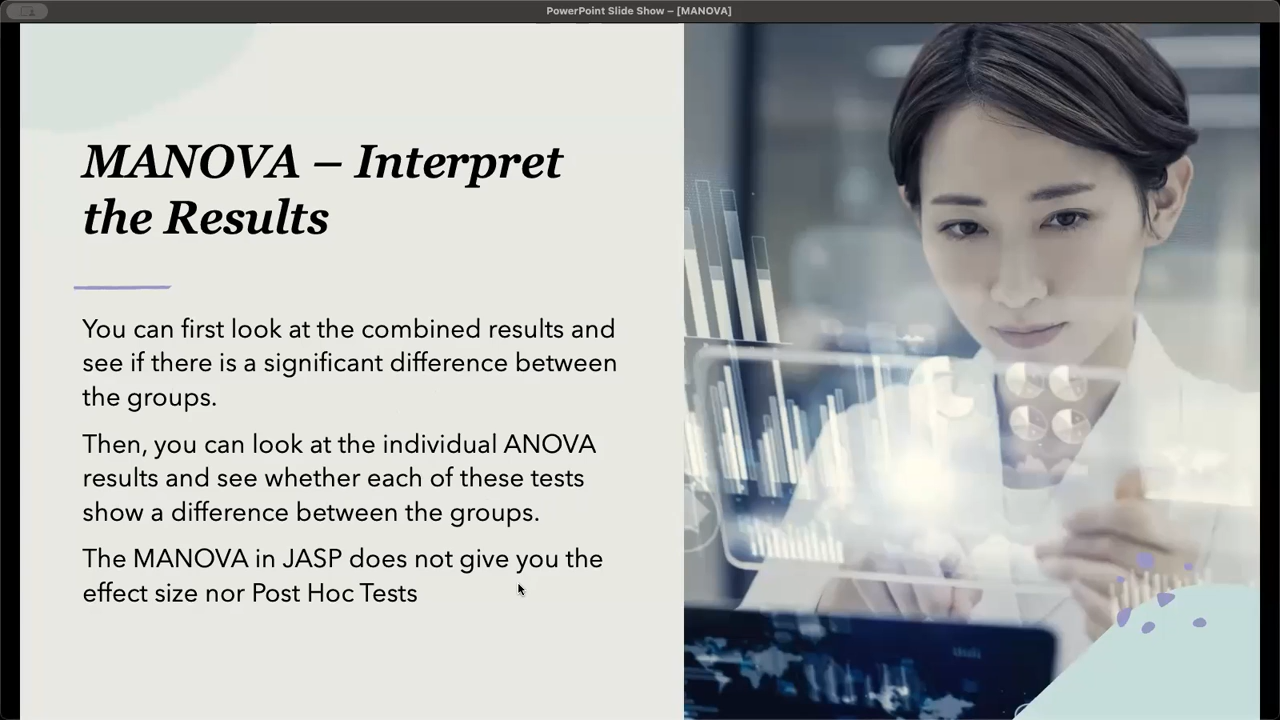 PowerPoint Slide Show – [MANOVA]
MANOVA – Interpret
the Results
You can first look at the combined results and
see if there is a significant difference between
the groups.
Then, you can look at the individual ANOVA
results and see whether each of these tests
show a difference between the groups.
The MANOVA in JASP does not give you the
effect size nor Post Hoc Tests